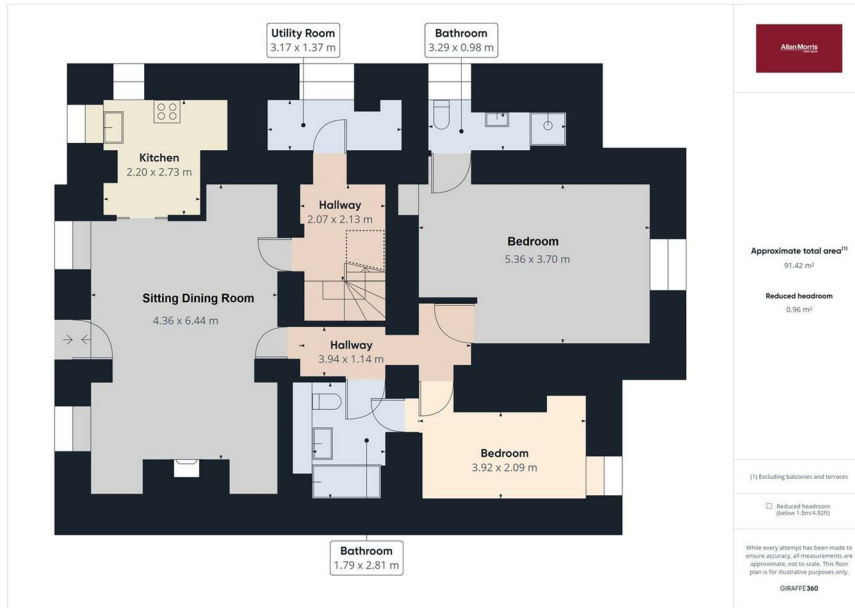 Utility Room
3.17 x 1.37 m
Bathroom
3.29 x 0.98 m
Kitchen
2.20 x 2.73 m
Hallway
2.07 x 2.13 m
Bedroom
5.36 x 3.70 m
Sitting Dining Room
4.36 x 6.44 m
Hallway
3.94 x 1.14 m
Bedroom
3.92 x 2.09 m
Bathroom
1.79 x 2.81 m
Allan Morris
Approximate total area(1)
91.42 m²
Reduced headroom
0.96 m²
(1) Excluding balconies and terraces
Reduced headroom
(below 1.5m/4.92ft)
While every attempt has been made to
ensure accuracy, all measurements are
approximate, not to scale. This floor
plan is for illustrative purposes only.
GIRAFFE360